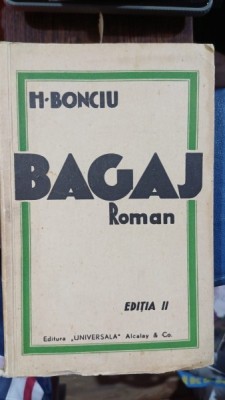 H·BONCIU
BAGAJ
Roman
EDIȚIA II
Editura „UNIVERSALA" Alcalay & Co.